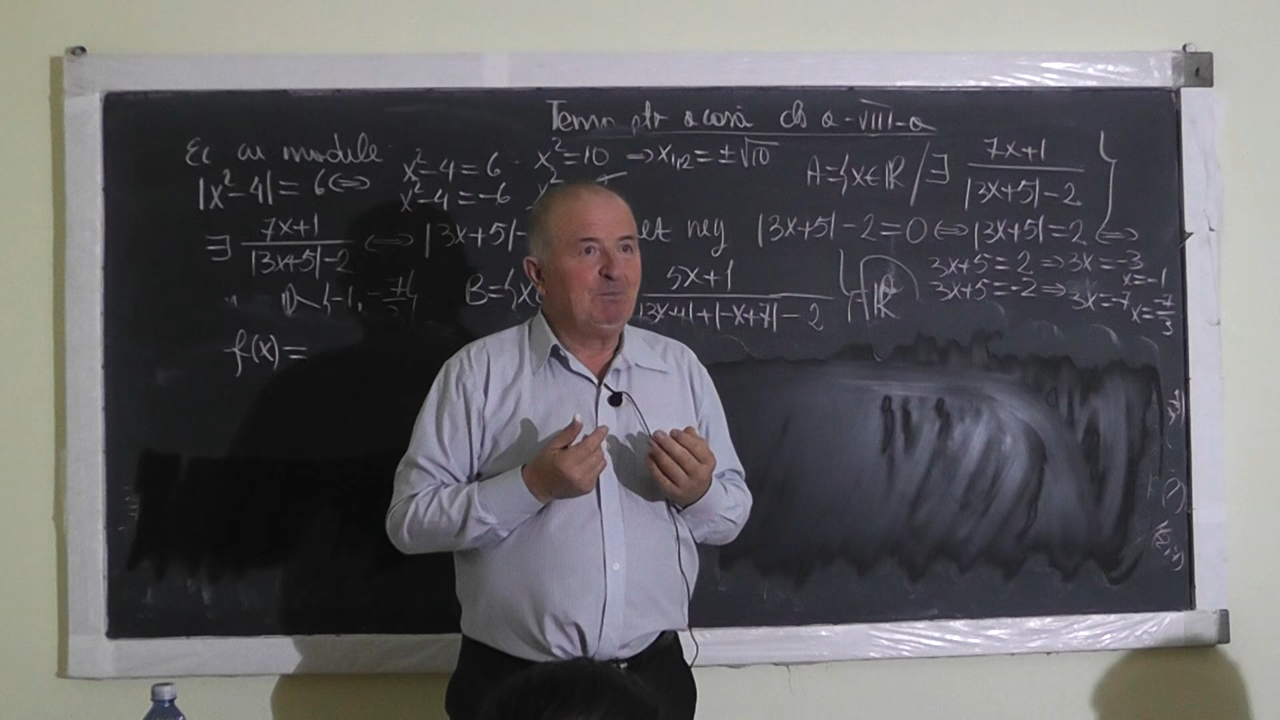 Tema ptr acasă cls a-VIII-a
Ec cu module
|x²-4|= 6 ⇔ x²-4=6 x²=10 ⇒ x₁,₂=±√10
x²-4=-6
A={x∈ℝ / ∃ (7x+1)/(|3x+5|-2)}
∃ (7x+1)/(|3x+5|-2) ⇔ |3x+5|- neg |3x+5|-2=0 ⇔ |3x+5|=2 ⇔
3x+5=2 ⇒ 3x=-3 x=-1
3x+5=-2 ⇒ 3x=-7 x=-7/3
B={x (5x+1)/(|3x+4|+|-x+7|-2)
f(x)=